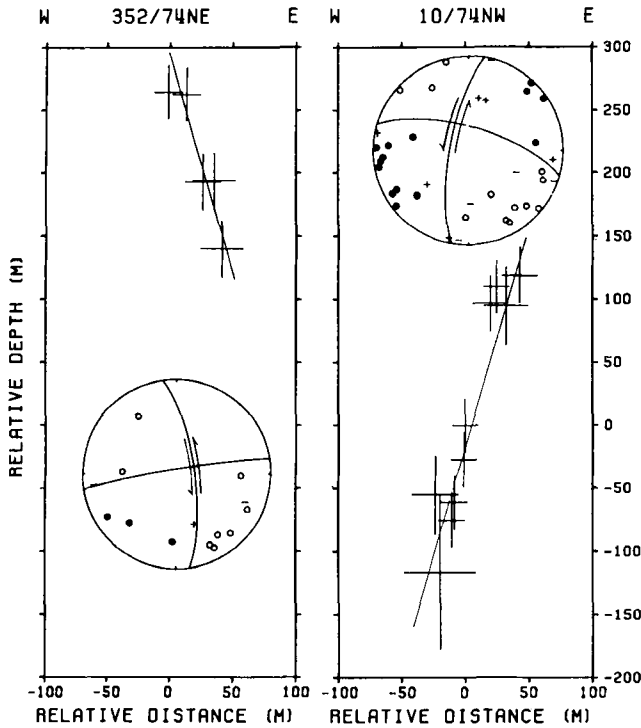 W 352/74NE E
W 10/74NW E
300
250
200
150
100
50
0
-50
-100
-150
-200
RELATIVE DEPTH (M)
-100 -50 0 50 100
-100 -50 0 50 100
RELATIVE DISTANCE (M)
RELATIVE DISTANCE (M)